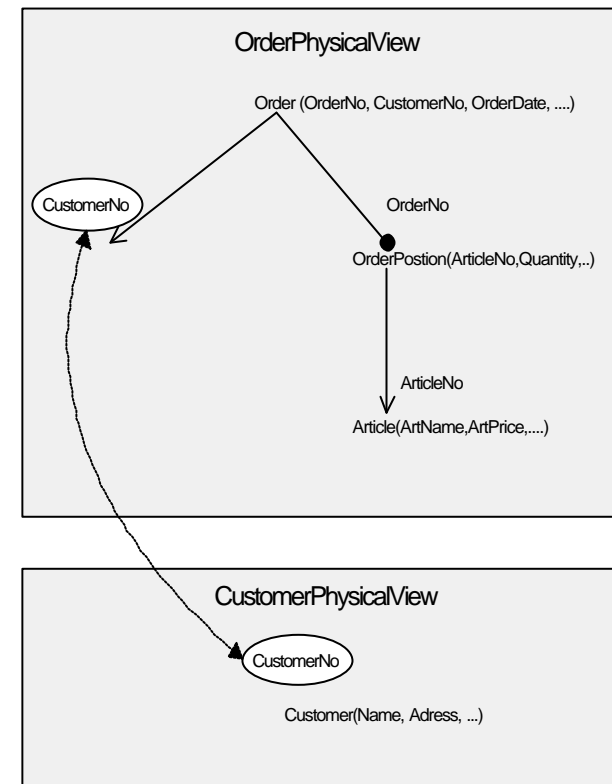 OrderPhysicalView
Order (OrderNo, CustomerNo, OrderDate, ....)
CustomerNo
OrderNo
OrderPostion(ArticleNo,Quantity,..)
ArticleNo
Article(ArtName,ArtPrice,....)
CustomerPhysicalView
CustomerNo
Customer(Name, Adress, ...)